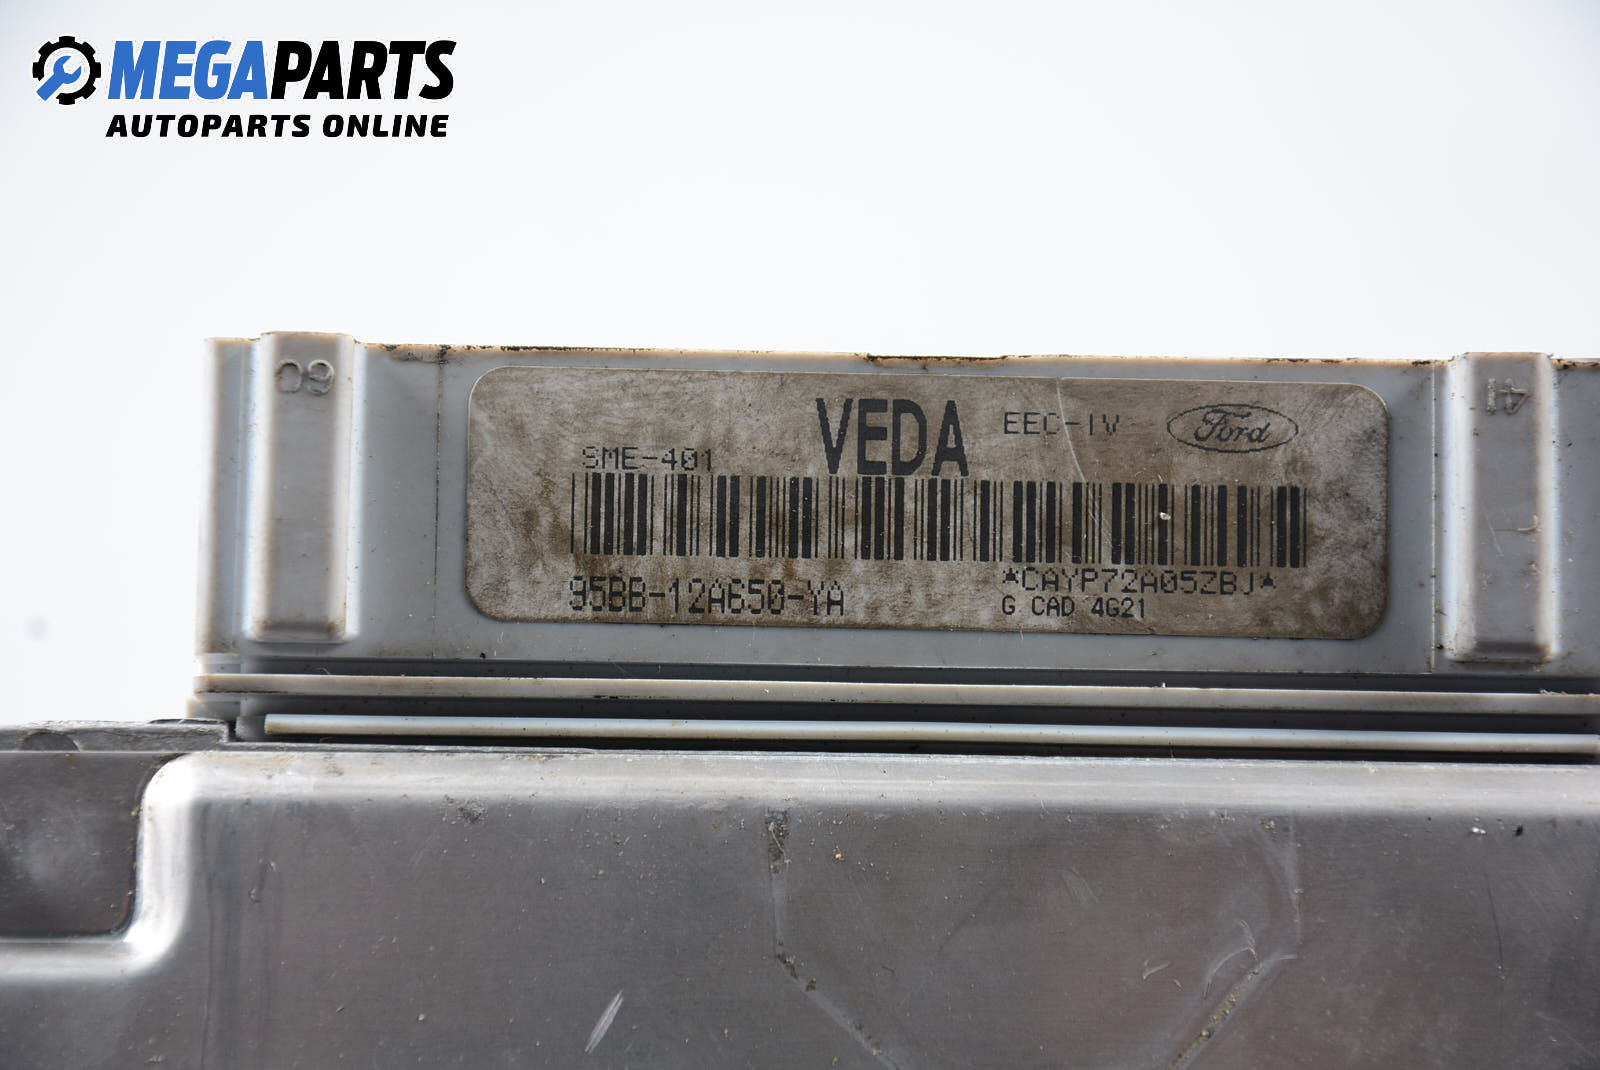 MEGAPARTS
AUTOPARTS ONLINE
09
41
VEDA
EEC-IV
Ford
SME-401
95BB-12A650-YA
*CAYP72A05ZBJ*
G CAD 4G21